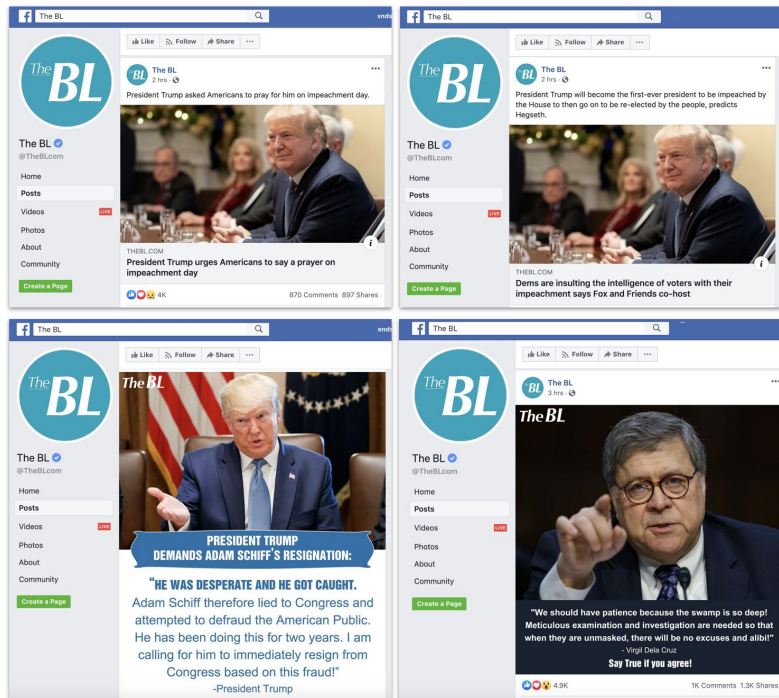 The BL
ends
Like Follow Share ...
The BL
The BL
2 hrs
President Trump asked Americans to pray for him on impeachment day.
The BL
@TheBLcom
Home
Posts
Videos LIVE
Photos
About
Community
Create a Page
THEBL.COM
President Trump urges Americans to say a prayer on
impeachment day
4K 870 Comments 897 Shares
The BL
Like Follow Share ...
The BL
The BL
2 hrs
President Trump will become the first-ever president to be impeached by
the House to then go on to be re-elected by the people, predicts
Hegseth.
The BL
@TheBLcom
Home
Posts
Videos LIVE
Photos
About
Community
Create a Page
THEBL.COM
Dems are insulting the intelligence of voters with their
impeachment says Fox and Friends co-host
The BL
ends
Like Follow Share ...
The BL
The BL
@TheBLcom
Home
Posts
Videos LIVE
Photos
About
Community
Create a Page
The BL
PRESIDENT TRUMP
DEMANDS ADAM SCHIFF'S RESIGNATION:
"HE WAS DESPERATE AND HE GOT CAUGHT.
Adam Schiff therefore lied to Congress and
attempted to defraud the American Public.
He has been doing this for two years. I am
calling for him to immediately resign from
Congress based on this fraud!"
-President Trump
The BL
Like Follow Share ...
The BL
The BL
3 hrs
The BL
@TheBLcom
Home
Posts
Videos LIVE
Photos
About
Community
Create a Page
The BL
"We should have patience because the swamp is so deep!
Meticulous examination and investigation are needed so that
when they are unmasked, there will be no excuses and alibi!"
- Virgil Dela Cruz
Say True if you agree!
4.9K 1K Comments 1.3K Shares